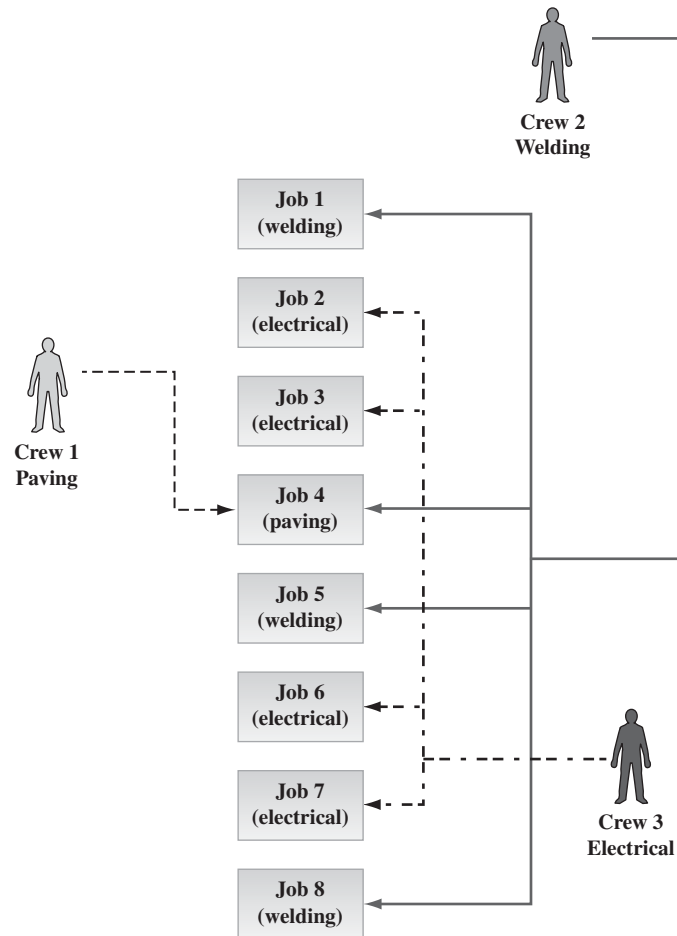 Crew 2
Welding
Job 1
(welding)
Job 2
(electrical)
Job 3
(electrical)
Crew 1
Paving
Job 4
(paving)
Job 5
(welding)
Job 6
(electrical)
Job 7
(electrical)
Crew 3
Electrical
Job 8
(welding)